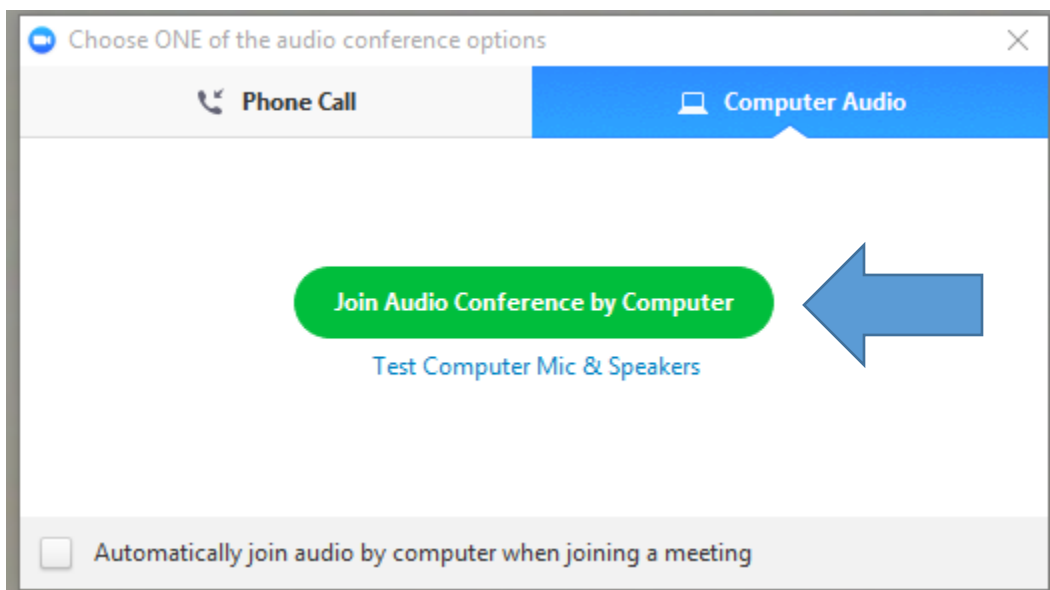 Choose ONE of the audio conference options
Phone Call
Computer Audio
Join Audio Conference by Computer
Test Computer Mic & Speakers
Automatically join audio by computer when joining a meeting